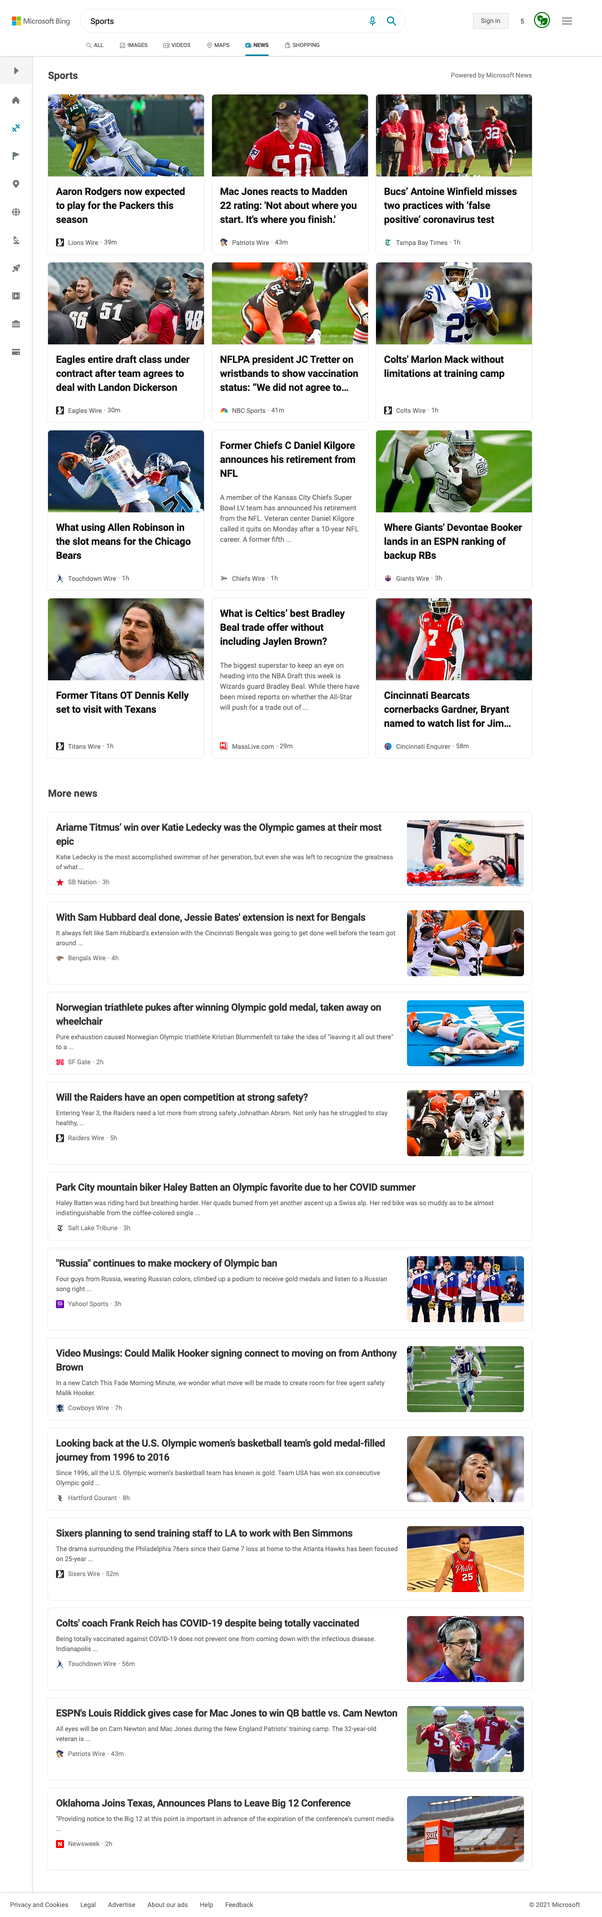 Microsoft Bing
Sports
Sign in
5
ALL
IMAGES
VIDEOS
MAPS
NEWS
SHOPPING
Sports
Powered by Microsoft News
Aaron Rodgers now expected
to play for the Packers this
season
Lions Wire · 39m
Mac Jones reacts to Madden
22 rating: 'Not about where you
start. It's where you finish.'
Patriots Wire · 43m
Bucs' Antoine Winfield misses
two practices with 'false
positive' coronavirus test
Tampa Bay Times · 1h
Eagles entire draft class under
contract after team agrees to
deal with Landon Dickerson
Eagles Wire · 30m
NFLPA president JC Tretter on
wristbands to show vaccination
status: "We did not agree to...
NBC Sports · 41m
Colts' Marlon Mack without
limitations at training camp
Colts Wire · 1h
What using Allen Robinson in
the slot means for the Chicago
Bears
Touchdown Wire · 1h
Former Chiefs C Daniel Kilgore
announces his retirement from
NFL
A member of the Kansas City Chiefs Super
Bowl LV team has announced his retirement
from the NFL. Veteran center Daniel Kilgore
called it quits on Monday after a 10-year NFL
career. A former fifth ...
Chiefs Wire · 1h
Where Giants' Devontae Booker
lands in an ESPN ranking of
backup RBs
Giants Wire · 3h
Former Titans OT Dennis Kelly
set to visit with Texans
Titans Wire · 1h
What is Celtics' best Bradley
Beal trade offer without
including Jaylen Brown?
The biggest superstar to keep an eye on
heading into the NBA Draft this week is
Wizards guard Bradley Beal. While there have
been mixed reports on whether the All-Star
will push for a trade out of ...
MassLive.com · 29m
Cincinnati Bearcats
cornerbacks Gardner, Bryant
named to watch list for Jim...
Cincinnati Enquirer · 58m
More news
Ariarne Titmus' win over Katie Ledecky was the Olympic games at their most
epic
Katie Ledecky is the most accomplished swimmer of her generation, but even she was left to recognize the greatness
of what ...
SB Nation · 3h
With Sam Hubbard deal done, Jessie Bates' extension is next for Bengals
It always felt like Sam Hubbard's extension with the Cincinnati Bengals was going to get done well before the team got
around ...
Bengals Wire · 4h
Norwegian triathlete pukes after winning Olympic gold medal, taken away on
wheelchair
Pure exhaustion caused Norwegian Olympic triathlete Kristian Blummenfelt to take the idea of "leaving it all out there"
to a ...
SF Gate · 2h
Will the Raiders have an open competition at strong safety?
Entering Year 3, the Raiders need a lot more from strong safety Johnathan Abram. Not only has he struggled to stay
healthy, ...
Raiders Wire · 5h
Park City mountain biker Haley Batten an Olympic favorite due to her COVID summer
Haley Batten was riding hard but breathing harder. Her quads burned from yet another ascent up a Swiss alp. Her red bike was so muddy as to be almost
indistinguishable from the coffee-colored single ...
Salt Lake Tribune · 3h
"Russia" continues to make mockery of Olympic ban
Four guys from Russia, wearing Russian colors, climbed up a podium to receive gold medals and listen to a Russian
song right ...
Yahoo! Sports · 3h
Video Musings: Could Malik Hooker signing connect to moving on from Anthony
Brown
In a new Catch This Fade Morning Minute, we wonder what move will be made to create room for free agent safety
Malik Hooker.
Cowboys Wire · 7h
Looking back at the U.S. Olympic women's basketball team's gold medal-filled
journey from 1996 to 2016
Since 1996, all the U.S. Olympic women's basketball team has known is gold. Team USA has won six consecutive
Olympic gold ...
Hartford Courant · 8h
Sixers planning to send training staff to LA to work with Ben Simmons
The drama surrounding the Philadelphia 76ers since their Game 7 loss at home to the Atlanta Hawks has been focused
on 25-year ...
Sixers Wire · 52m
Colts' coach Frank Reich has COVID-19 despite being totally vaccinated
Being totally vaccinated against COVID-19 does not prevent one from coming down with the infectious disease.
Indianapolis ...
Touchdown Wire · 56m
ESPN's Louis Riddick gives case for Mac Jones to win QB battle vs. Cam Newton
All eyes will be on Cam Newton and Mac Jones during the New England Patriots' training camp. The 32-year-old
veteran is ...
Patriots Wire · 43m
Oklahoma Joins Texas, Announces Plans to Leave Big 12 Conference
"Providing notice to the Big 12 at this point is important in advance of the expiration of the conference's current media
...
Newsweek · 2h
Privacy and Cookies
Legal
Advertise
About our ads
Help
Feedback
© 2021 Microsoft